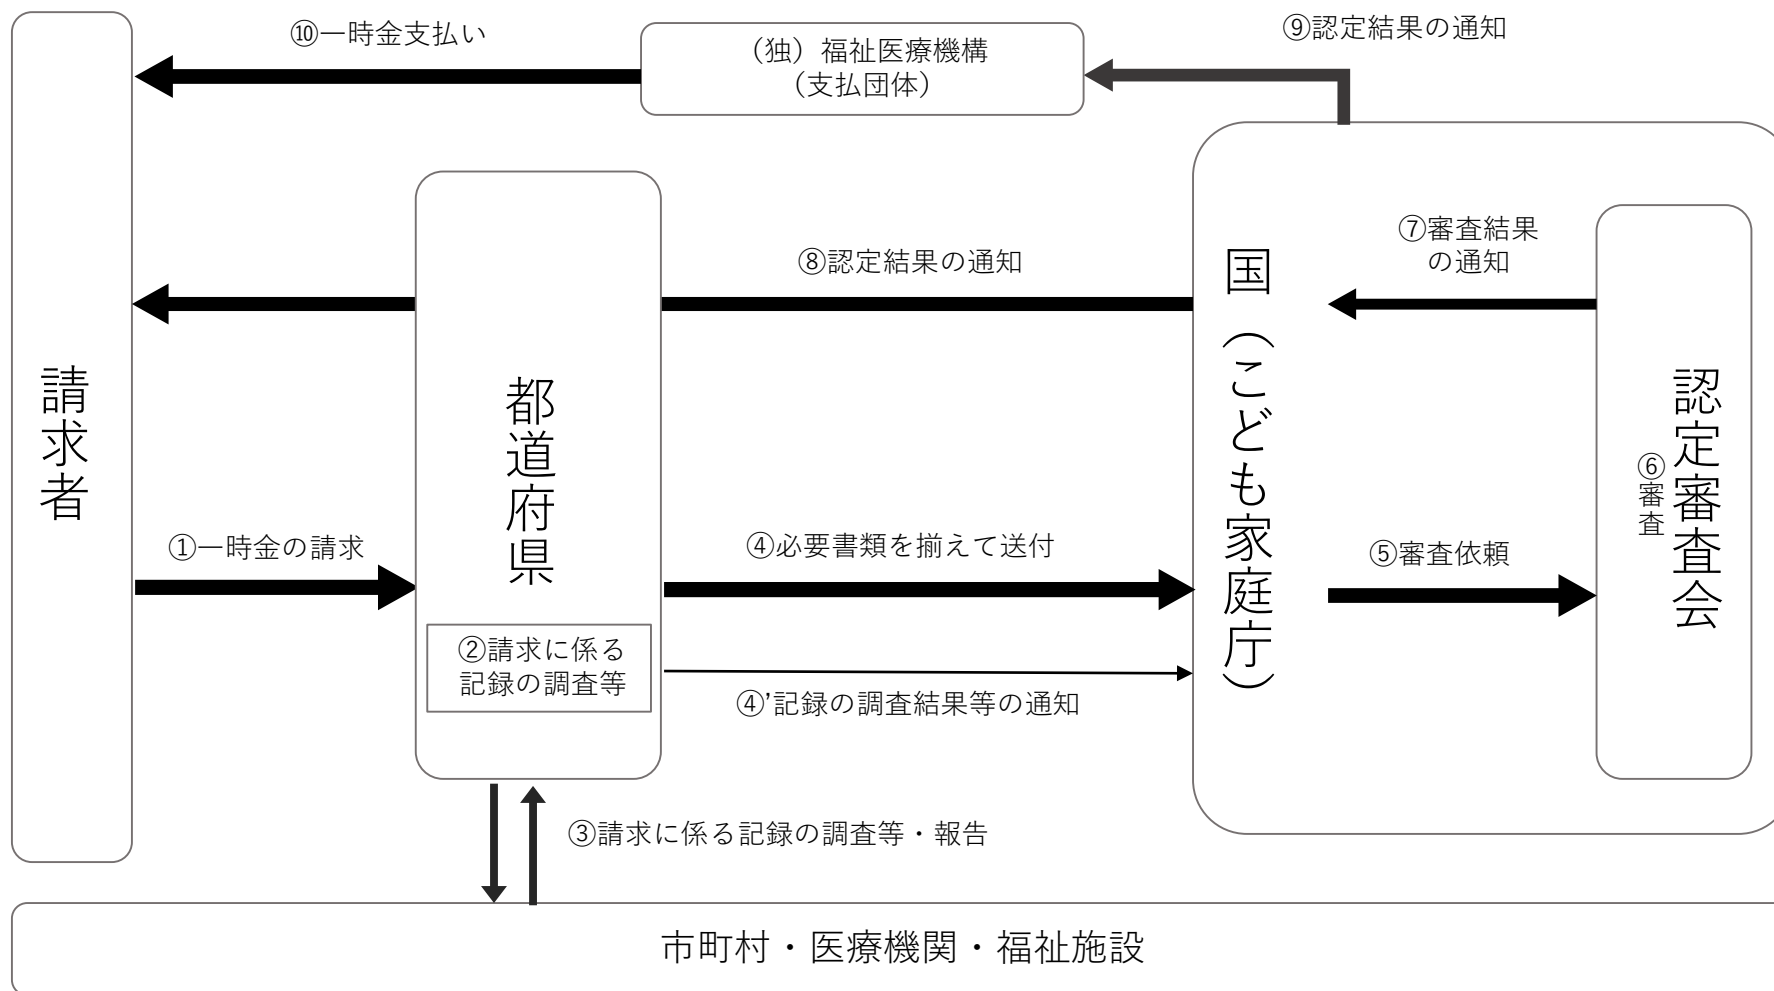 ⑩一時金支払い
(独)福祉医療機構
(支払団体)
⑨認定結果の通知
⑧認定結果の通知
⑦審査結果
の通知
請求者
都道府県
国(こども家庭庁)
認定審査会
⑥審査
①一時金の請求
④必要書類を揃えて送付
⑤審査依頼
②請求に係る
記録の調査等
④’記録の調査結果等の通知
③請求に係る記録の調査等・報告
市町村・医療機関・福祉施設